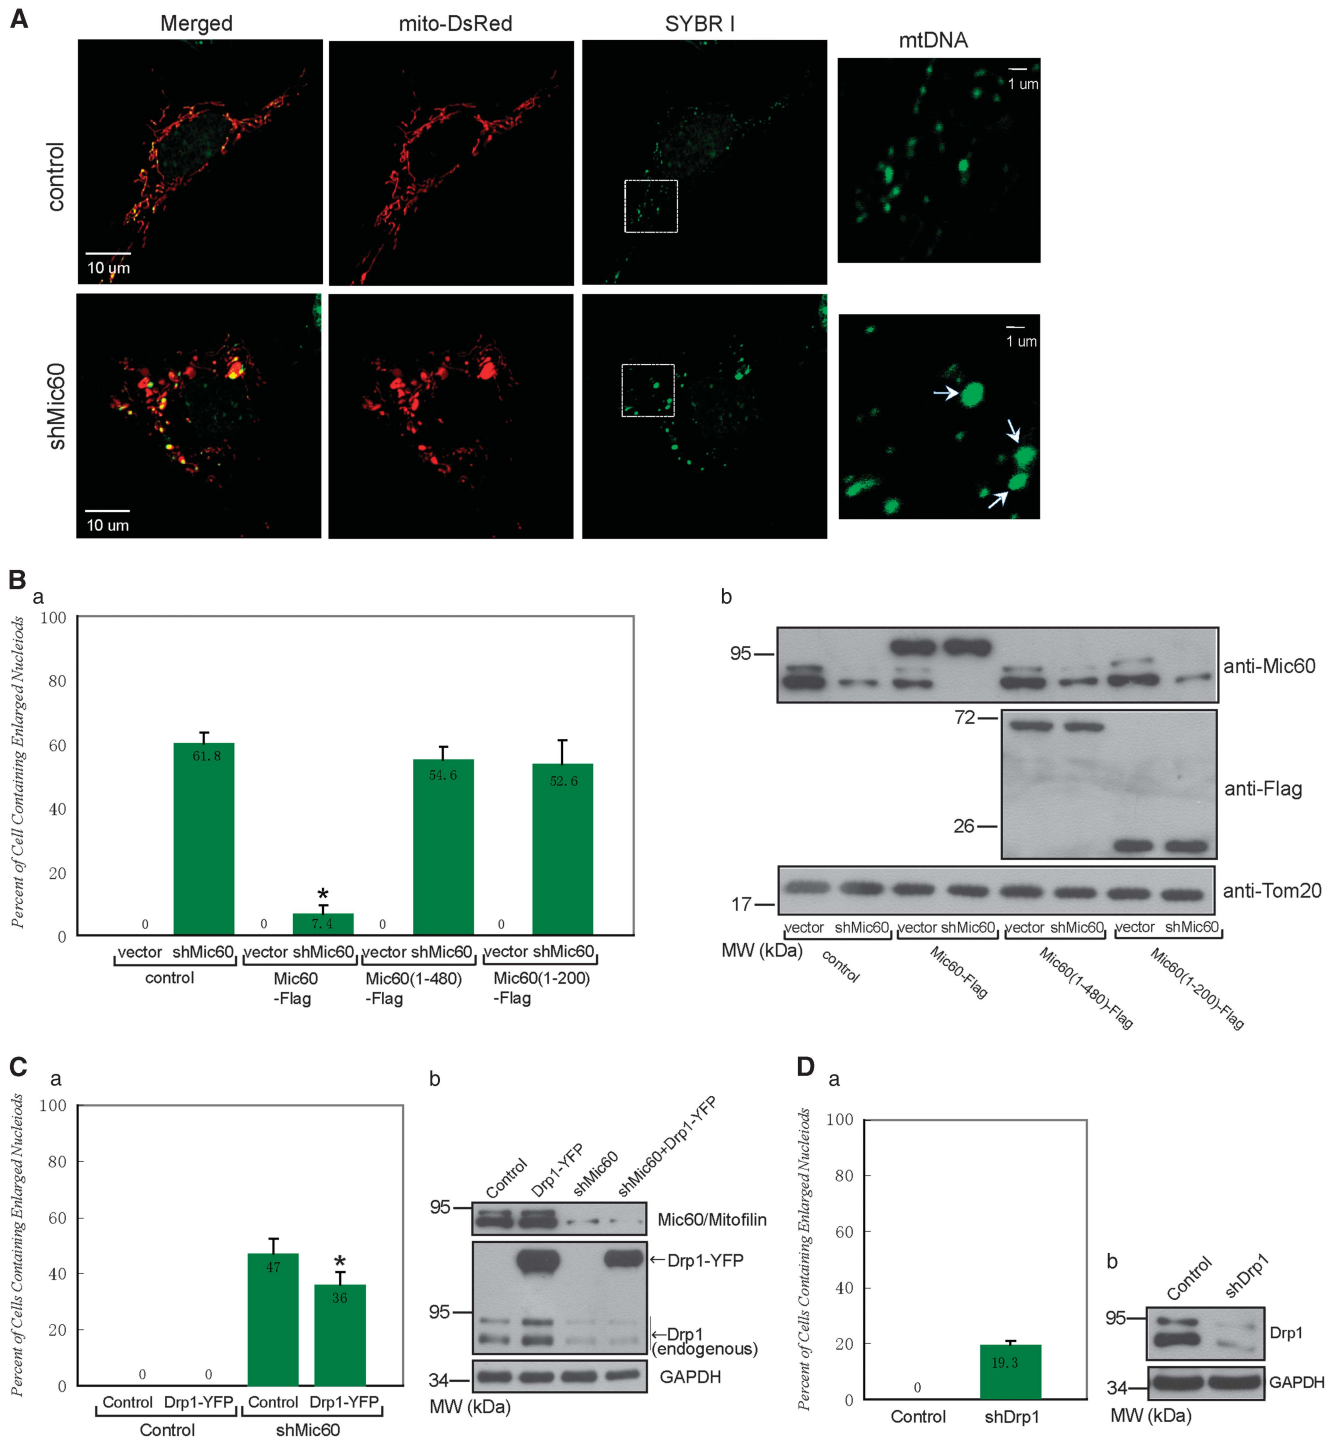 A
Merged mito-DsRed SYBR I mtDNA
control
10 um
1 um
shMic60
10 um
1 um
B
a
Percent of Cell Containing Enlarged Nucleiods
100
80
60
40
20
0
0 61.8 0 * 7.4 0 54.6 0 52.6
vector shMic60 vector shMic60 vector shMic60 vector shMic60
control Mic60 Mic60(1-480) Mic60(1-200)
-Flag -Flag -Flag
b
95
anti-Mic60
72
26
anti-Flag
17
anti-Tom20
vector shMic60 vector shMic60 vector shMic60 vector shMic60
MW (kDa)
control
Mic60-Flag
Mic60(1-480)-Flag
Mic60(1-200)-Flag
C
a
Percent of Cells Containing Enlarged Nucleiods
100
80
60
40
20
0
0 0 47 * 36
Control Drp1-YFP Control Drp1-YFP
Control shMic60
b
Control
Drp1-YFP
shMic60
shMic60+Drp1-YFP
95
Mic60/Mitofilin
←Drp1-YFP
95
←Drp1
(endogenous)
34
GAPDH
MW (kDa)
D
a
Percent of Cells Containing Enlarged Nucleiods
100
80
60
40
20
0
0 19.3
Control shDrp1
b
Control
shDrp1
95
Drp1
34
GAPDH
MW (kDa)